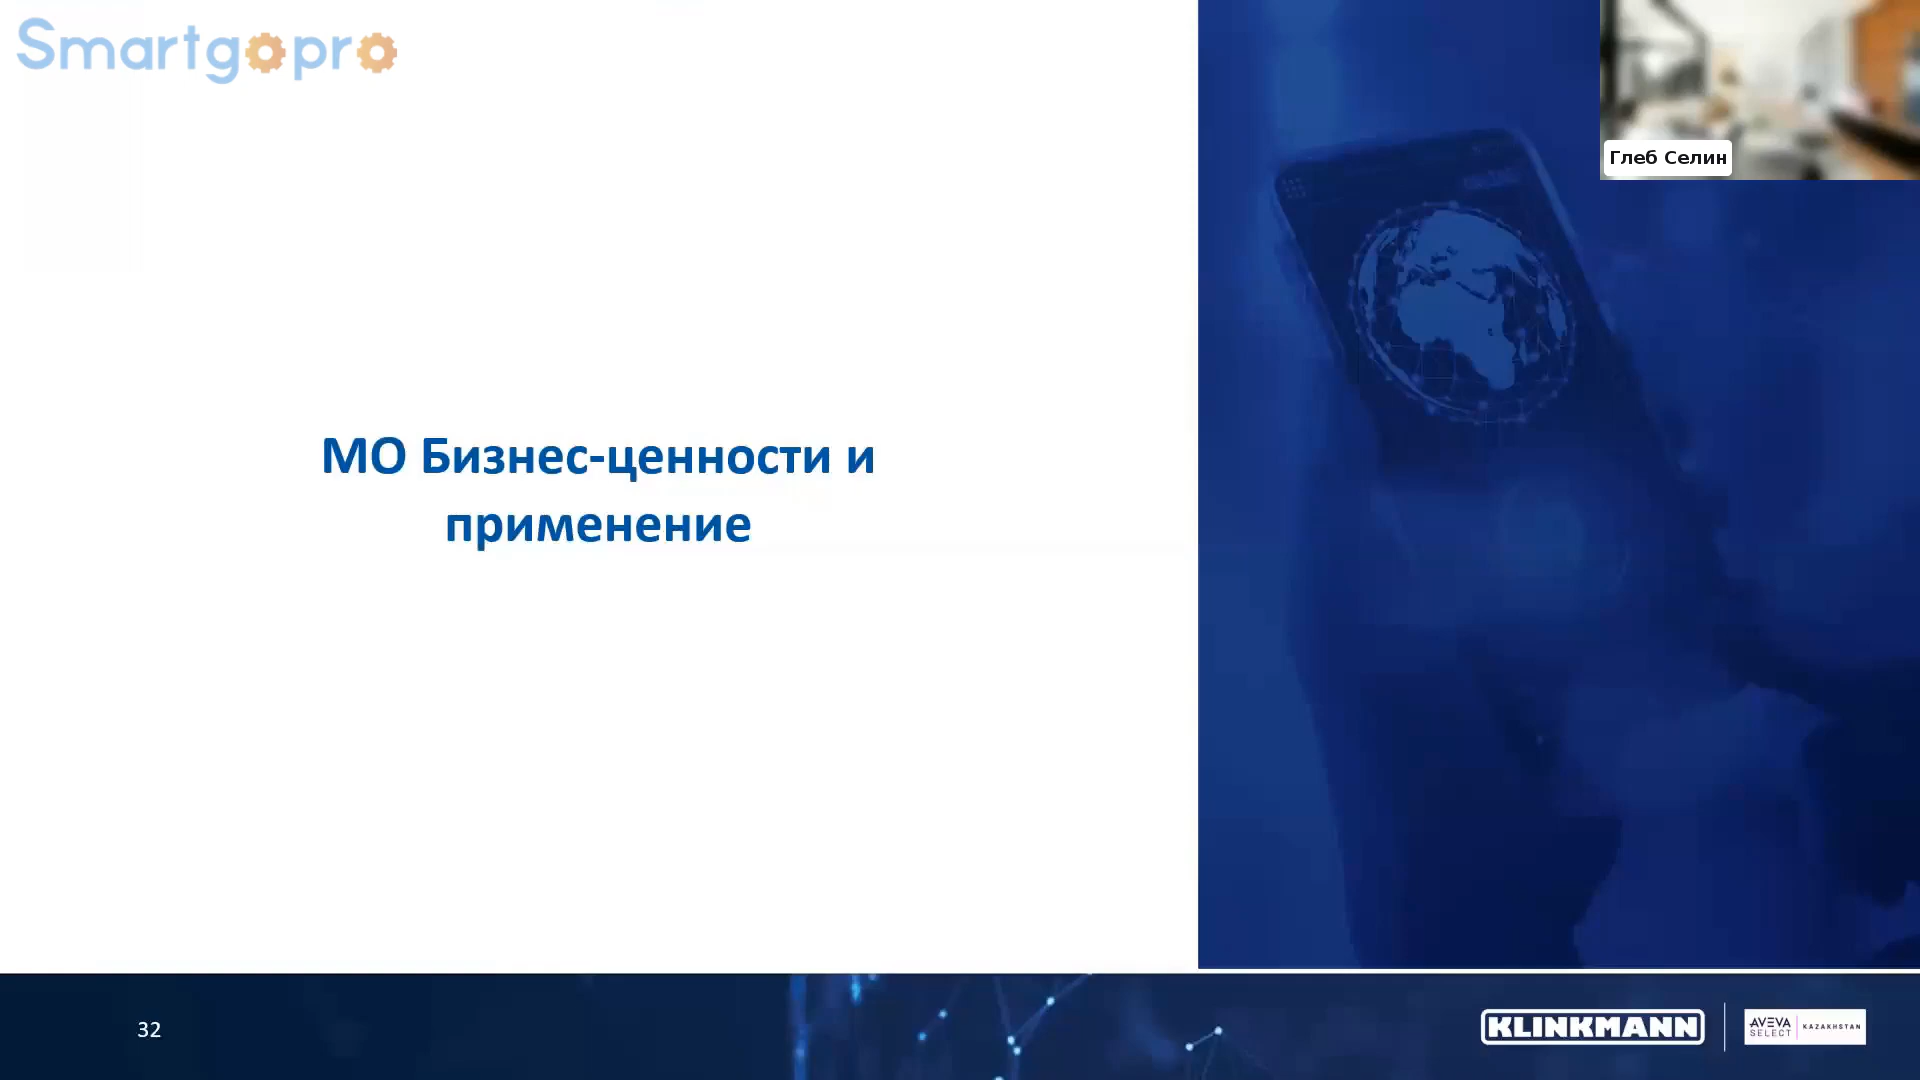 Smartgopro
Глеб Селин
МО Бизнес-ценности и
применение
32
KLINKMANN
AVEVA
SELECT
KAZAKHSTAN